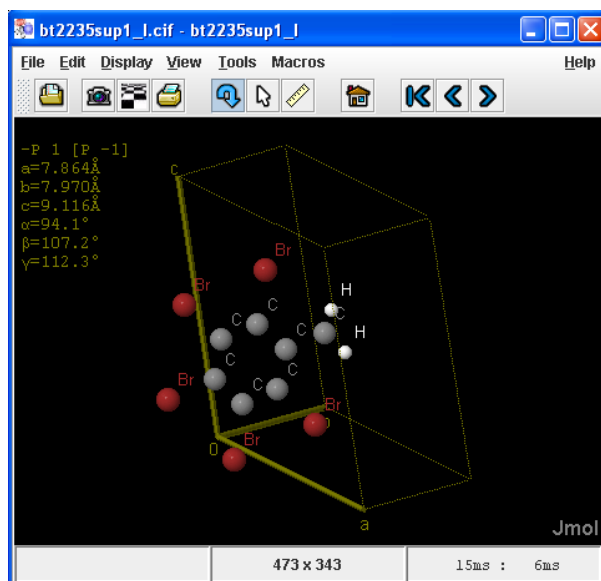 bt2235sup1_I.cif - bt2235sup1_I
File Edit Display View Tools Macros Help
-P 1 [P -1]
a=7.864Å
b=7.970Å
c=9.116Å
α=94.1°
β=107.2°
γ=112.3°
c
Br
Br
H
C
C
C
C
H
C
C
C
Br
Br
b
Br
0
a
Jmol
473 x 343
15ms : 6ms